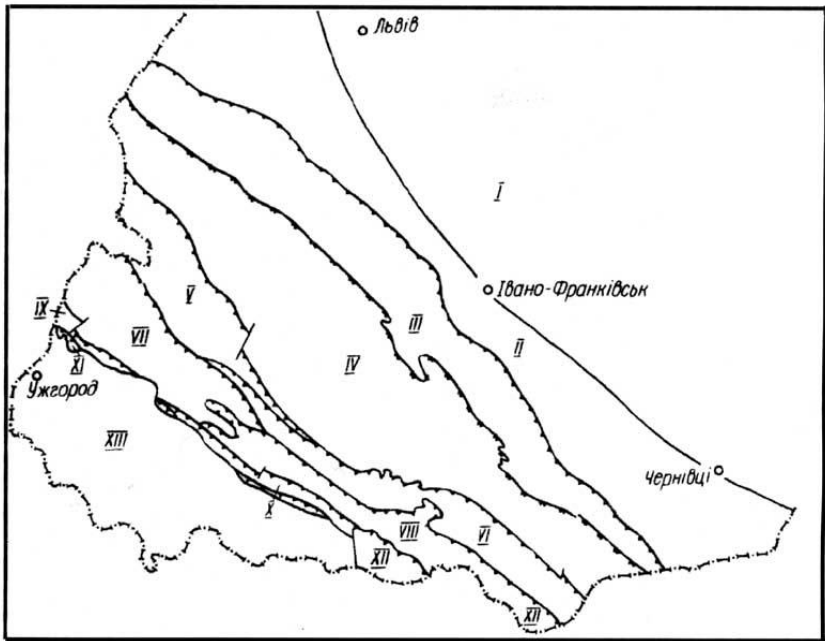 Львів
I
Івано-Франківськ
III
II
V
IX
VII
IV
XI
Ужгород
XIII
Чернівці
X
VIII
VI
XII
XII